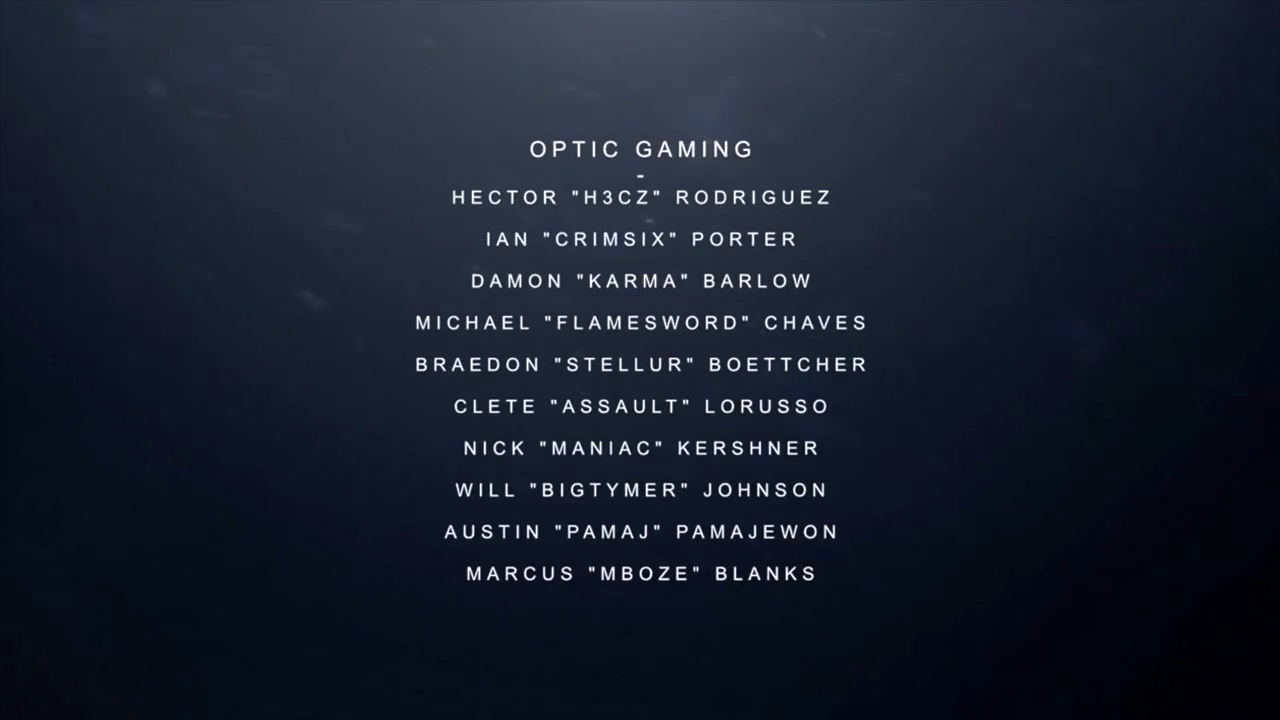 OPTIC GAMING
-
HECTOR "H3CZ" RODRIGUEZ
IAN "CRIMSIX" PORTER
DAMON "KARMA" BARLOW
MICHAEL "FLAMESWORD" CHAVES
BRAEDON "STELLUR" BOETTCHER
CLETE "ASSAULT" LORUSSO
NICK "MANIAC" KERSHNER
WILL "BIGTYMER" JOHNSON
AUSTIN "PAMAJ" PAMAJEWON
MARCUS "MBOZE" BLANKS